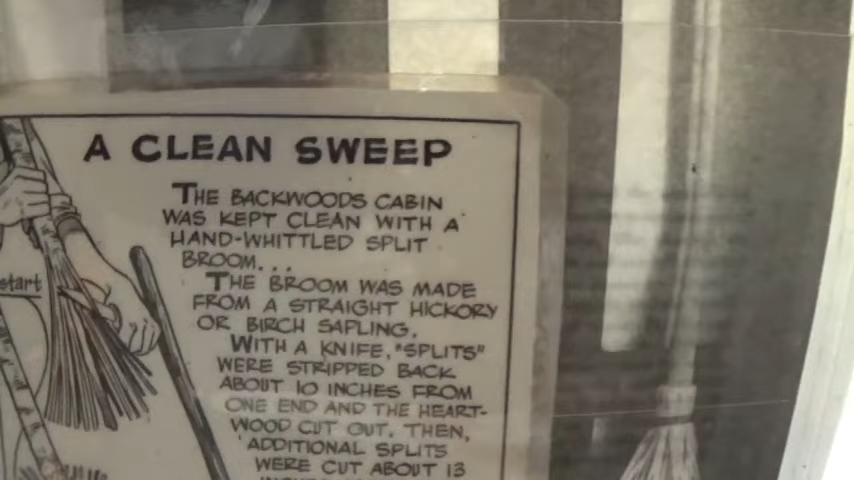 A CLEAN SWEEP
THE BACKWOODS CABIN
WAS KEPT CLEAN WITH A
HAND-WHITTLED SPLIT
BROOM...
THE BROOM WAS MADE
FROM A STRAIGHT HICKORY
OR BIRCH SAPLING.
WITH A KNIFE, "SPLITS"
WERE STRIPPED BACK
ABOUT 10 INCHES FROM
ONE END AND THE HEART-
WOOD CUT OUT. THEN,
ADDITIONAL SPLITS
WERE CUT ABOUT 13
start